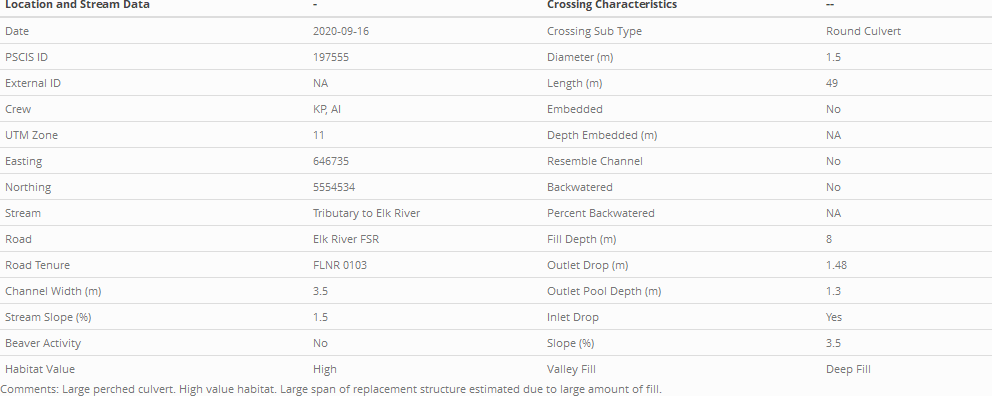 Location and Stream Data - Crossing Characteristics --
Date 2020-09-16 Crossing Sub Type Round Culvert
PSCIS ID 197555 Diameter (m) 1.5
External ID NA Length (m) 49
Crew KP, AI Embedded No
UTM Zone 11 Depth Embedded (m) NA
Easting 646735 Resemble Channel No
Northing 5554534 Backwatered No
Stream Tributary to Elk River Percent Backwatered NA
Road Elk River FSR Fill Depth (m) 8
Road Tenure FLNR 0103 Outlet Drop (m) 1.48
Channel Width (m) 3.5 Outlet Pool Depth (m) 1.3
Stream Slope (%) 1.5 Inlet Drop Yes
Beaver Activity No Slope (%) 3.5
Habitat Value High Valley Fill Deep Fill
Comments: Large perched culvert. High value habitat. Large span of replacement structure estimated due to large amount of fill.